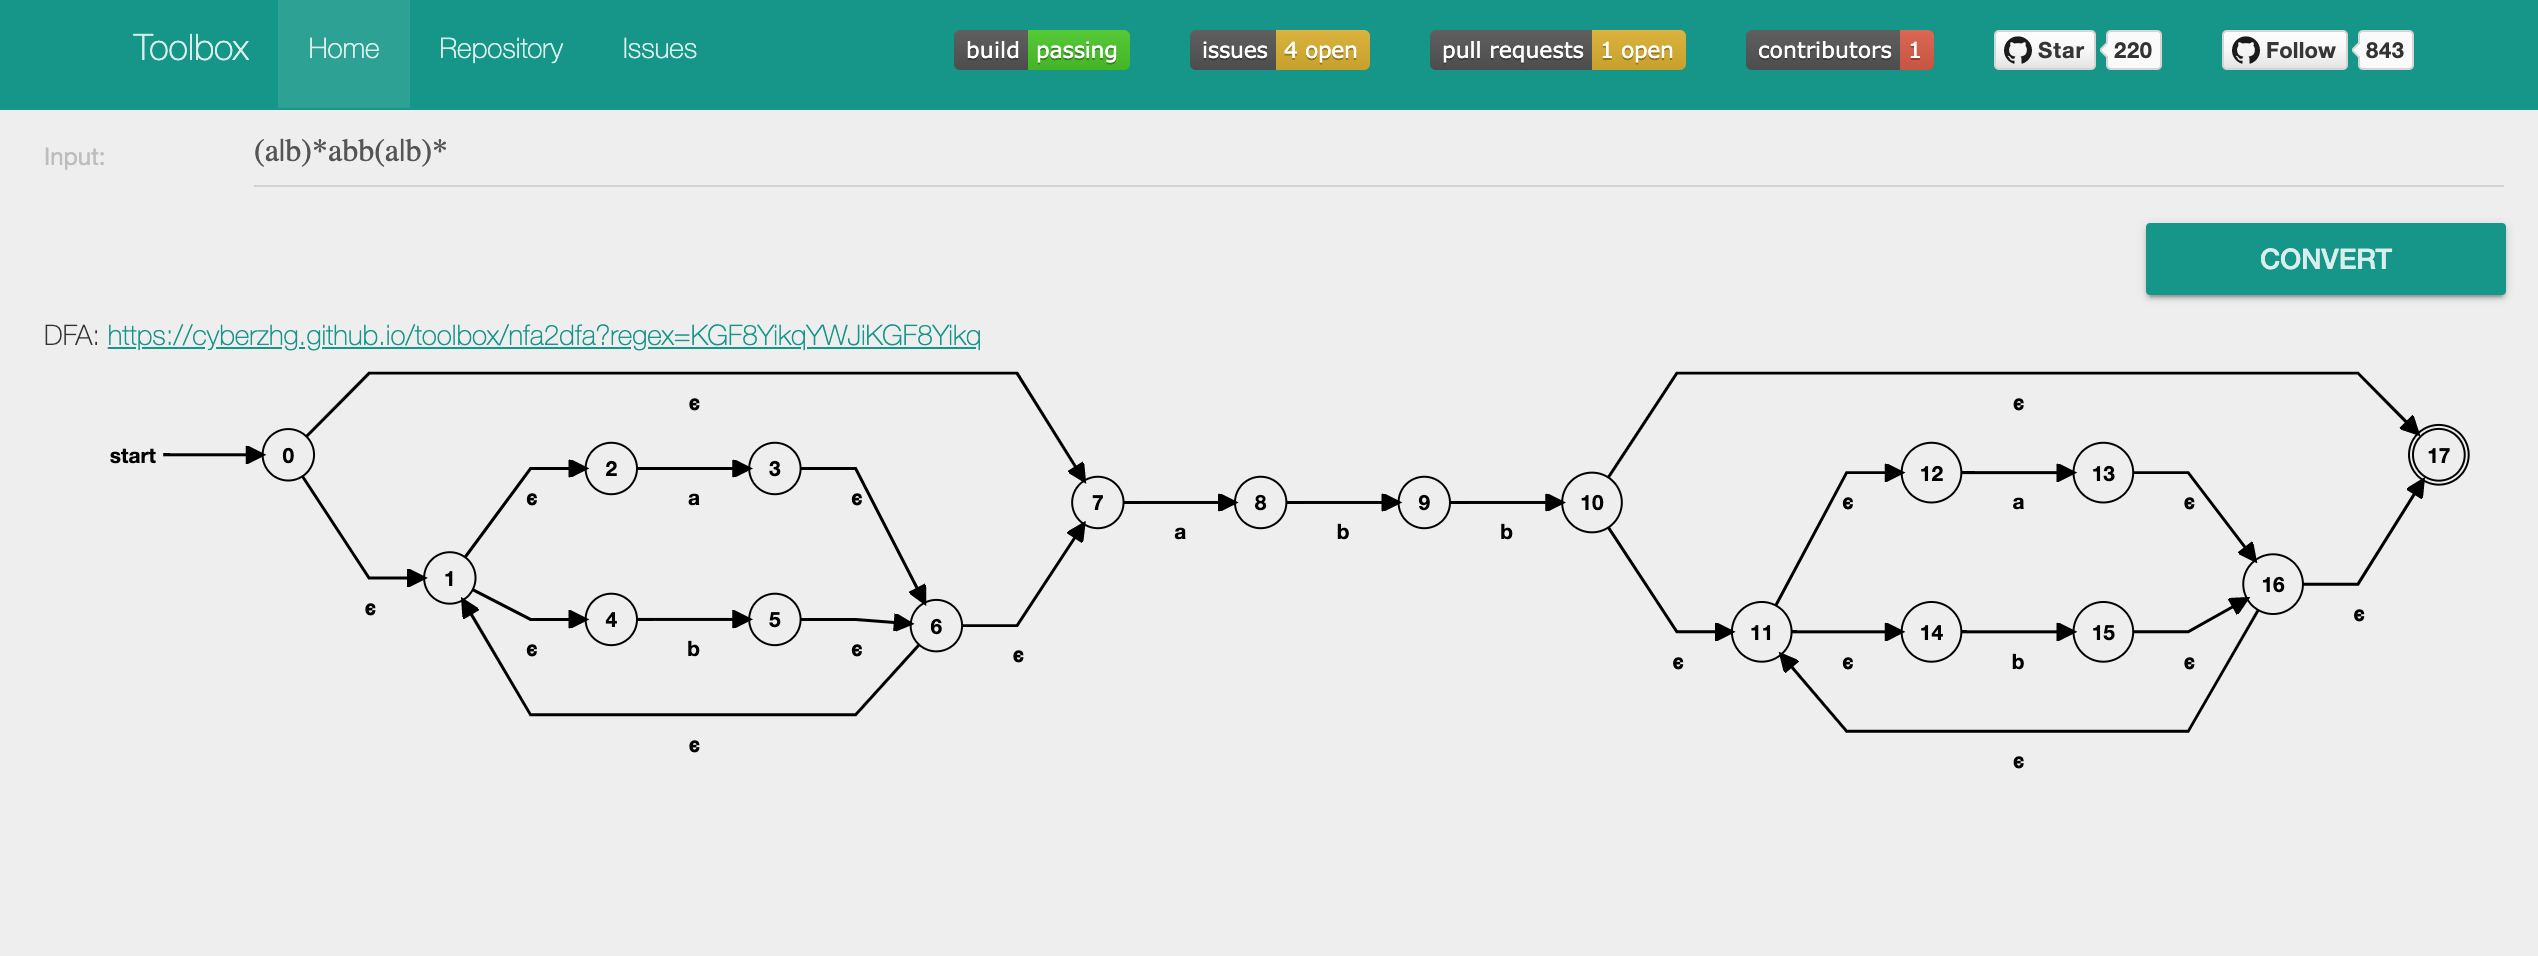 Toolbox Home Repository Issues build passing issues 4 open pull requests 1 open contributors 1 Star 220 Follow 843
Input: (a|b)*abb(a|b)*
CONVERT
DFA: https://cyberzhg.github.io/toolbox/nfa2dfa?regex=KGF8YikqYWJiKGF8Yikq
ϵ ϵ
start 0 2 3 12 13 17
ϵ a ϵ 7 8 9 10 ϵ a ϵ
a b b
1 16
ϵ 4 5 6 ϵ
11 14 15
ϵ b ϵ ϵ ϵ ϵ b ϵ
ϵ ϵ